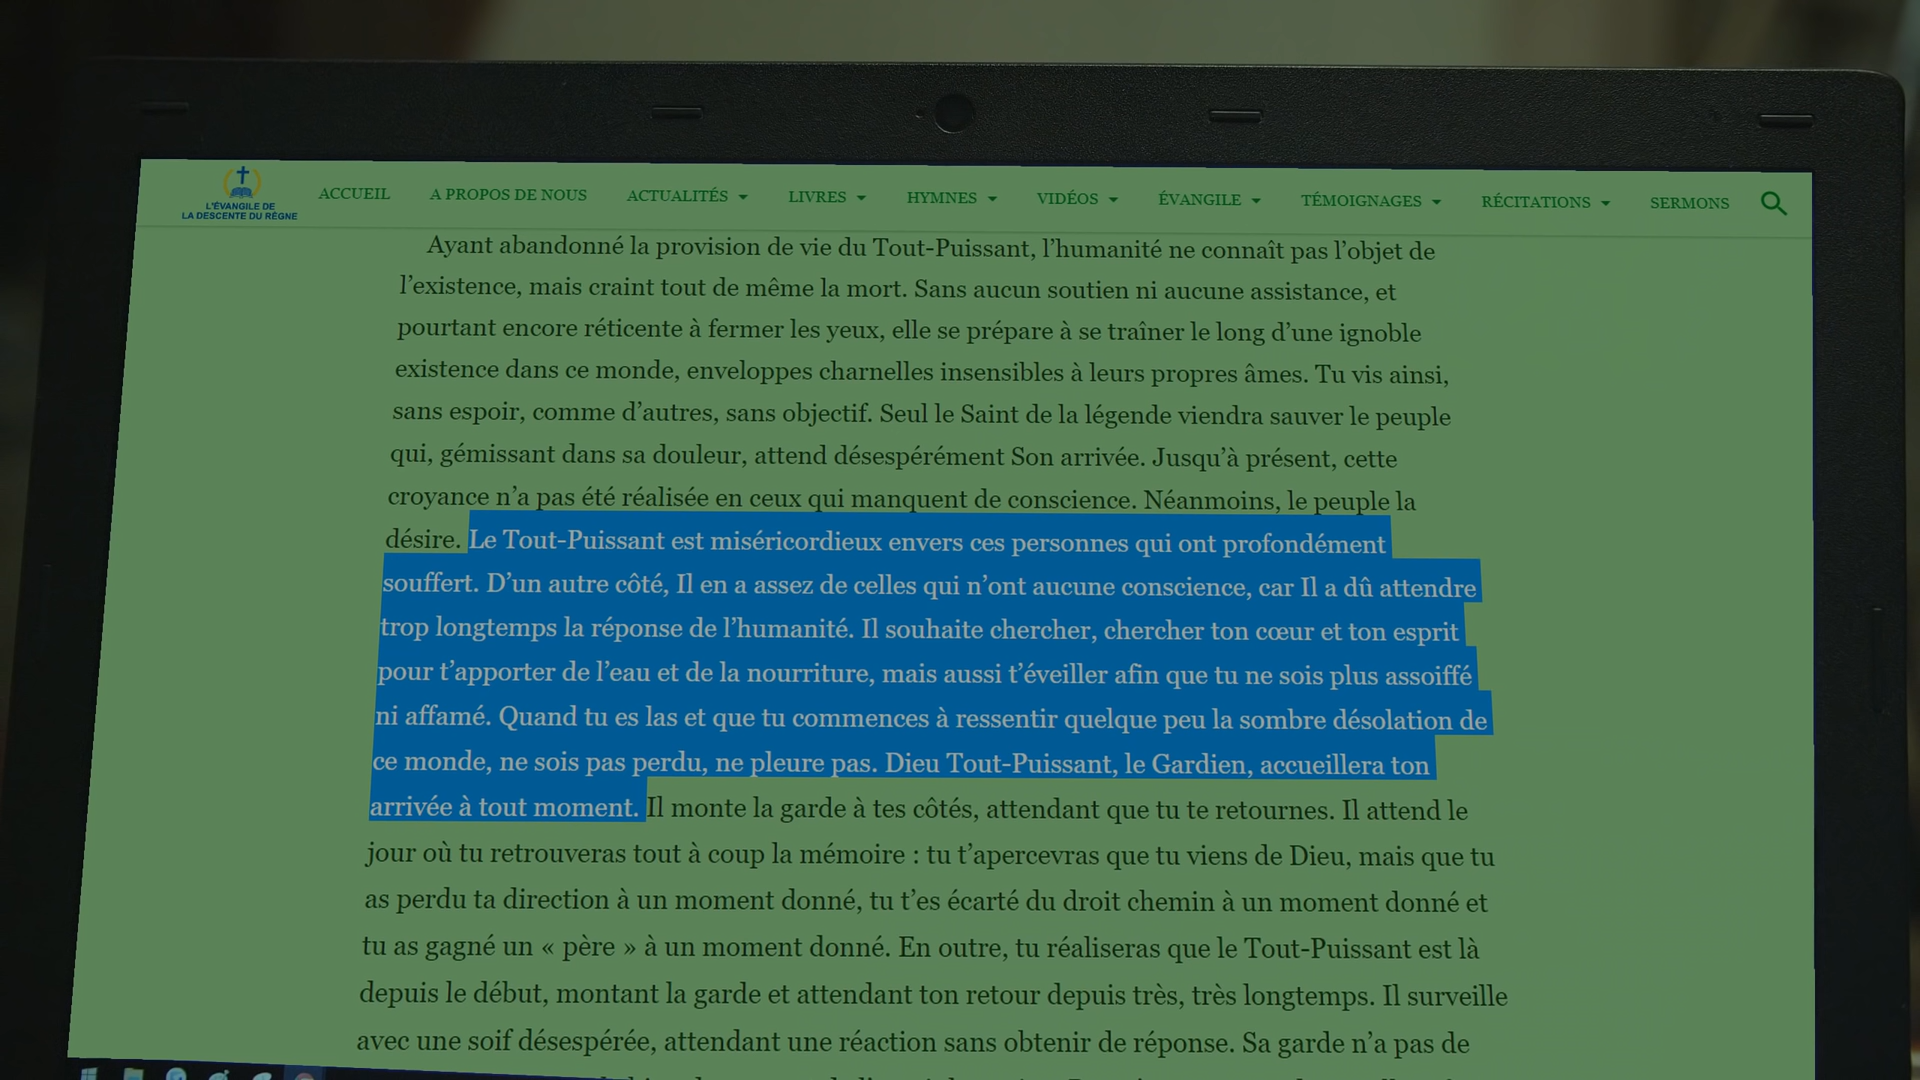 L'ÉVANGILE DE
LA DESCENTE DU RÈGNE
ACCUEIL A PROPOS DE NOUS ACTUALITÉS LIVRES HYMNES VIDÉOS ÉVANGILE TÉMOIGNAGES RÉCITATIONS SERMONS
Ayant abandonné la provision de vie du Tout-Puissant, l’humanité ne connaît pas l’objet de
l’existence, mais craint tout de même la mort. Sans aucun soutien ni aucune assistance, et
pourtant encore réticente à fermer les yeux, elle se prépare à se traîner le long d’une ignoble
existence dans ce monde, enveloppes charnelles insensibles à leurs propres âmes. Tu vis ainsi,
sans espoir, comme d’autres, sans objectif. Seul le Saint de la légende viendra sauver le peuple
qui, gémissant dans sa douleur, attend désespérément Son arrivée. Jusqu’à présent, cette
croyance n’a pas été réalisée en ceux qui manquent de conscience. Néanmoins, le peuple la
désire. Le Tout-Puissant est miséricordieux envers ces personnes qui ont profondément
souffert. D’un autre côté, Il en a assez de celles qui n’ont aucune conscience, car Il a dû attendre
trop longtemps la réponse de l’humanité. Il souhaite chercher, chercher ton cœur et ton esprit
pour t’apporter de l’eau et de la nourriture, mais aussi t’éveiller afin que tu ne sois plus assoiffé
ni affamé. Quand tu es las et que tu commences à ressentir quelque peu la sombre désolation de
ce monde, ne sois pas perdu, ne pleure pas. Dieu Tout-Puissant, le Gardien, accueillera ton
arrivée à tout moment. Il monte la garde à tes côtés, attendant que tu te retournes. Il attend le
jour où tu retrouveras tout à coup la mémoire : tu t’apercevras que tu viens de Dieu, mais que tu
as perdu ta direction à un moment donné, tu t’es écarté du droit chemin à un moment donné et
tu as gagné un « père » à un moment donné. En outre, tu réaliseras que le Tout-Puissant est là
depuis le début, montant la garde et attendant ton retour depuis très, très longtemps. Il surveille
avec une soif désespérée, attendant une réaction sans obtenir de réponse. Sa garde n’a pas de